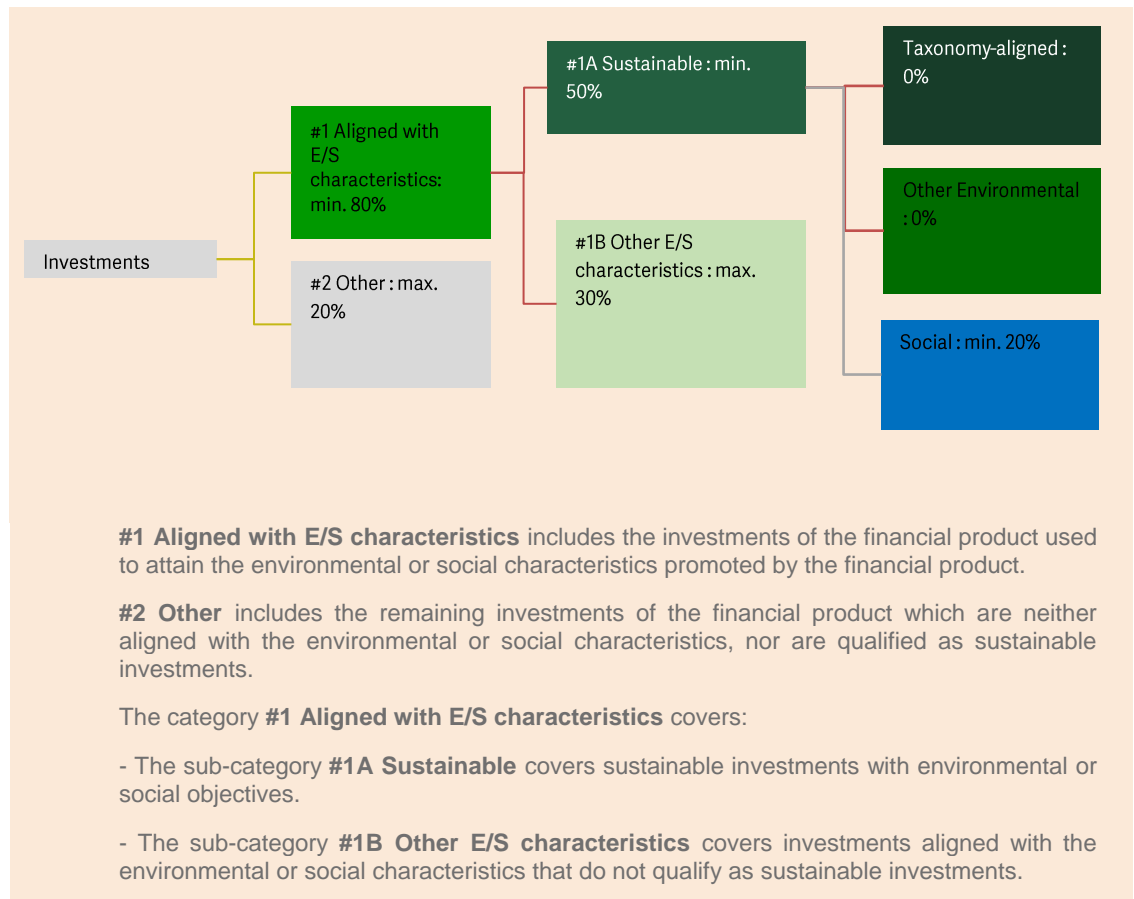 Investments
#1 Aligned with
E/S
characteristics:
min. 80%
#2 Other : max.
20%
#1A Sustainable : min.
50%
#1B Other E/S
characteristics : max.
30%
Taxonomy-aligned :
0%
Other Environmental
: 0%
Social : min. 20%
#1 Aligned with E/S characteristics includes the investments of the financial product used
to attain the environmental or social characteristics promoted by the financial product.
#2 Other includes the remaining investments of the financial product which are neither
aligned with the environmental or social characteristics, nor are qualified as sustainable
investments.
The category #1 Aligned with E/S characteristics covers:
- The sub-category #1A Sustainable covers sustainable investments with environmental or
social objectives.
- The sub-category #1B Other E/S characteristics covers investments aligned with the
environmental or social characteristics that do not qualify as sustainable investments.